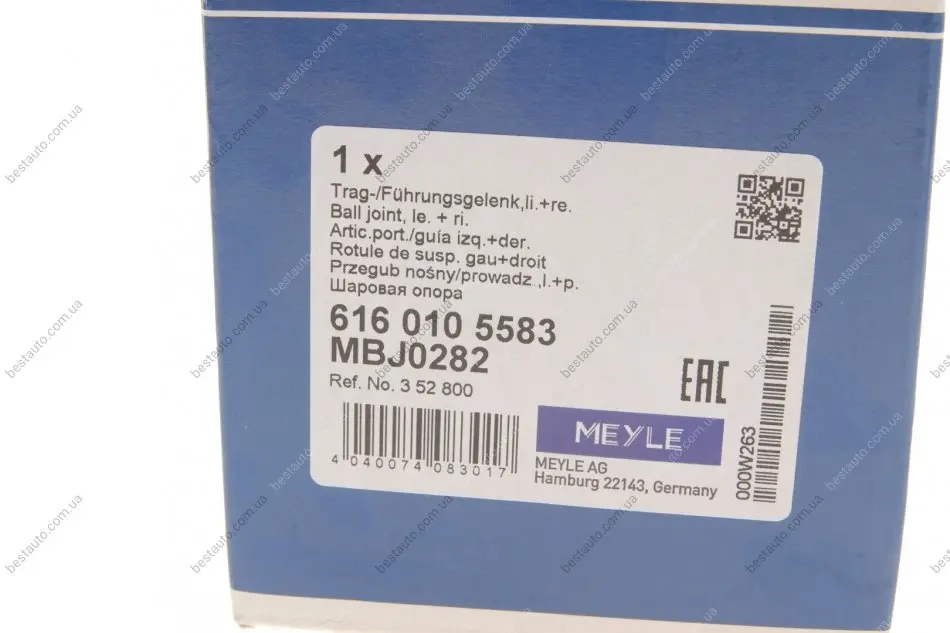 1 x
Trag-/Führungsgelenk,li.+re.
Ball joint, le. + ri.
Artic.port./guía izq.+der.
Rotule de susp. gau+droit
Przegub nośny/prowadz.,l.+p.
Шаровая опора
616 010 5583
MBJ0282
Ref. No. 3 52 800
4 040074 083017
EAC
MEYLE
MEYLE AG
Hamburg 22143, Germany
000W263
bestauto.com.ua